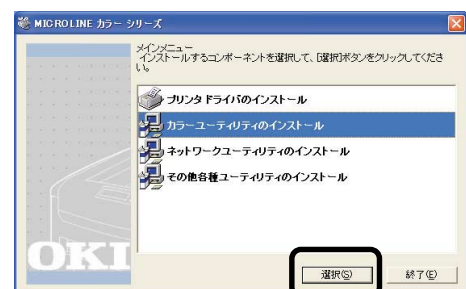 MICROLINE カラー シリーズ
メインメニュー
インストールするコンポーネントを選択して、[選択]ボタンをクリックしてくださ
い。
プリンタドライバのインストール
カラーユーティリティのインストール
ネットワークユーティリティのインストール
その他各種ユーティリティのインストール
OKI
選択(S)
終了(E)